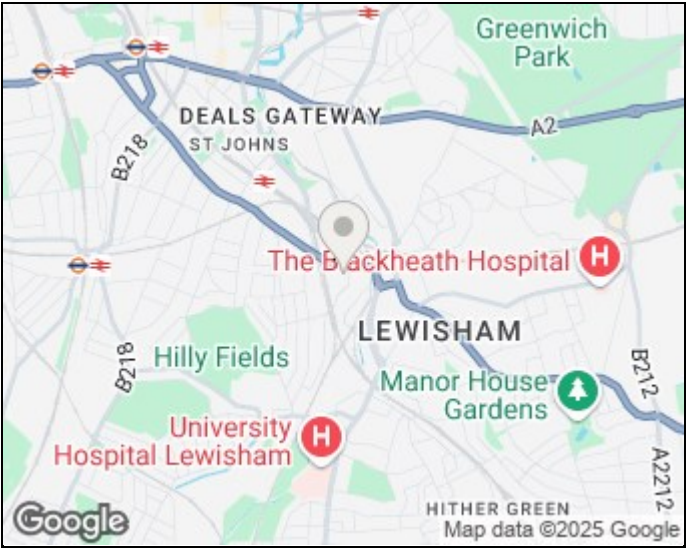 Greenwich
Park
DEALS GATEWAY
A2
ST JOHNS
B218
The Blackheath Hospital
H
LEWISHAM
B218
Hilly Fields
B212
Manor House
Gardens
University
Hospital Lewisham
H
A2212
HITHER GREEN
Google
Map data ©2025 Google